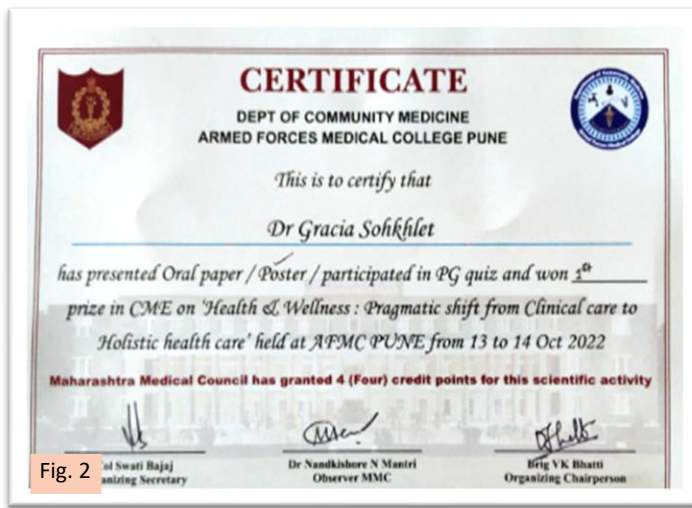 CERTIFICATE
DEPT OF COMMUNITY MEDICINE
ARMED FORCES MEDICAL COLLEGE PUNE
This is to certify that
Dr Gracia Sohkhlet
has presented Oral paper / Poster / participated in PG quiz and won 1th
prize in CME on 'Health & Wellness : Pragmatic shift from Clinical care to
Holistic health care' held at AFMC PUNE from 13 to 14 Oct 2022
Maharashtra Medical Council has granted 4 (Four) credit points for this scientific activity
Swati Bajaj Dr Nandkishore N Mantri Brig VK Bhatti
Secretary Observer MMC Organizing Chairperson
Fig. 2